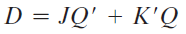 D = JQ′ + K′Q